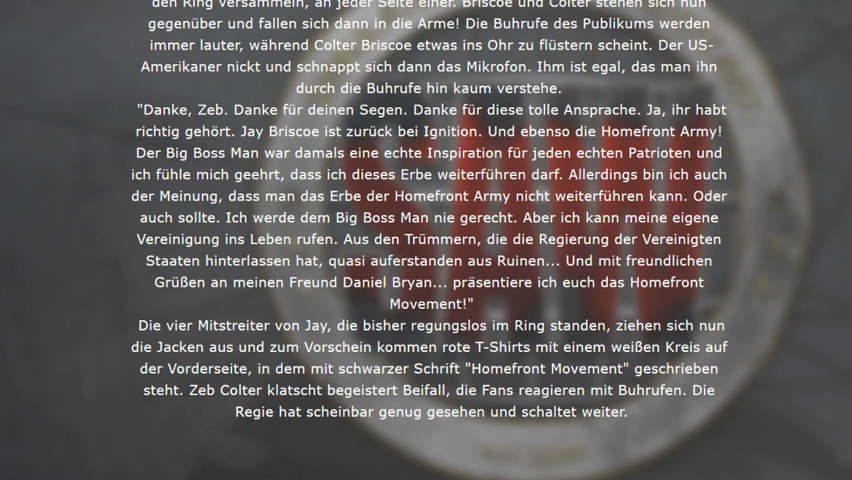 den Ring versammeln, an jeder Seite einer. Briscoe und Colter stehen sich nun
gegenüber und fallen sich dann in die Arme! Die Buhrufe des Publikums werden
immer lauter, während Colter Briscoe etwas ins Ohr zu flüstern scheint. Der US-
Amerikaner nickt und schnappt sich dann das Mikrofon. Ihm ist egal, das man ihn
durch die Buhrufe hin kaum verstehe.
"Danke, Zeb. Danke für deinen Segen. Danke für diese tolle Ansprache. Ja, ihr habt
richtig gehört. Jay Briscoe ist zurück bei Ignition. Und ebenso die Homefront Army!
Der Big Boss Man war damals eine echte Inspiration für jeden echten Patrioten und
ich fühle mich geehrt, dass ich dieses Erbe weiterführen darf. Allerdings bin ich auch
der Meinung, dass man das Erbe der Homefront Army nicht weiterführen kann. Oder
auch sollte. Ich werde dem Big Boss Man nie gerecht. Aber ich kann meine eigene
Vereinigung ins Leben rufen. Aus den Trümmern, die die Regierung der Vereinigten
Staaten hinterlassen hat, quasi auferstanden aus Ruinen... Und mit freundlichen
Grüßen an meinen Freund Daniel Bryan... präsentiere ich euch das Homefront
Movement!"
Die vier Mitstreiter von Jay, die bisher regungslos im Ring standen, ziehen sich nun
die Jacken aus und zum Vorschein kommen rote T-Shirts mit einem weißen Kreis auf
der Vorderseite, in dem mit schwarzer Schrift "Homefront Movement" geschrieben
steht. Zeb Colter klatscht begeistert Beifall, die Fans reagieren mit Buhrufen. Die
Regie hat scheinbar genug gesehen und schaltet weiter.